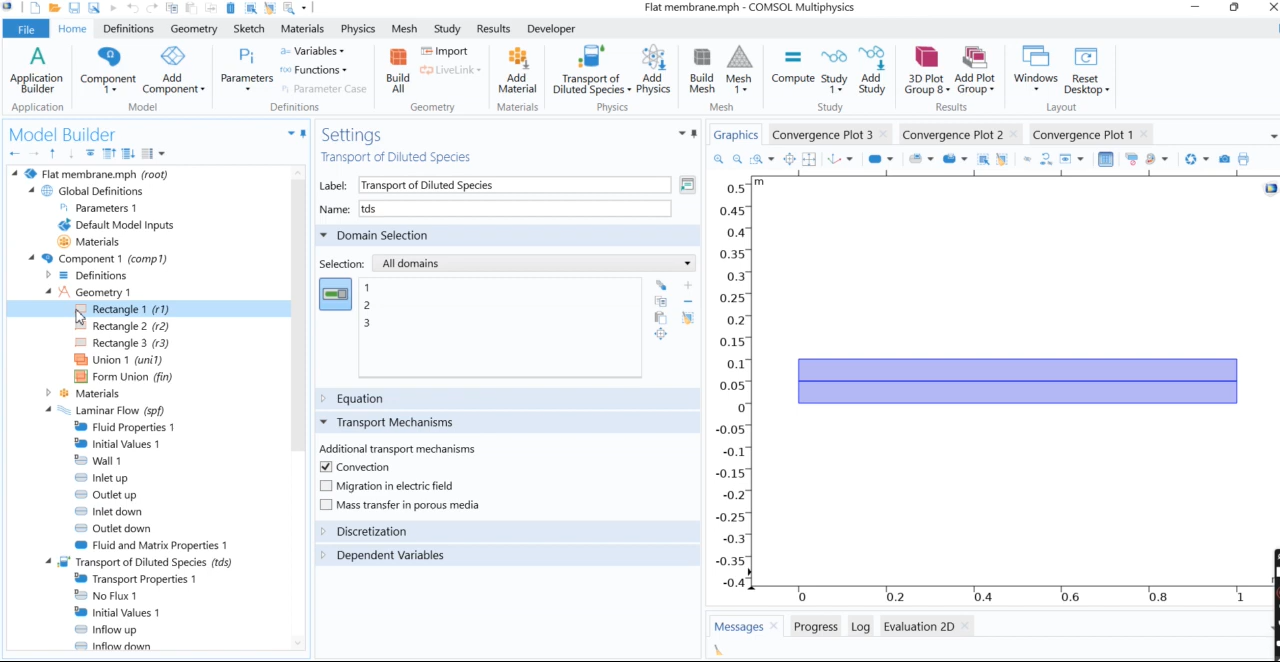 Flat membrane.mph - COMSOL Multiphysics
File Home Definitions Geometry Sketch Materials Physics Mesh Study Results Developer
Application Builder
Component 1
Add Component
Parameters
a= Variables
f(x) Functions
Pi Parameter Case
Build All
Import
LiveLink
Add Material
Transport of Diluted Species
Add Physics
Build Mesh
Mesh 1
Compute
Study 1
Add Study
3D Plot Group 8
Add Plot Group
Windows
Reset Desktop
Application Model Definitions Geometry Materials Physics Mesh Study Results Layout
Model Builder
Flat membrane.mph (root)
Global Definitions
Pi Parameters 1
Default Model Inputs
Materials
Component 1 (comp1)
Definitions
Geometry 1
Rectangle 1 (r1)
Rectangle 2 (r2)
Rectangle 3 (r3)
Union 1 (uni1)
Form Union (fin)
Materials
Laminar Flow (spf)
Fluid Properties 1
Initial Values 1
Wall 1
Inlet up
Outlet up
Inlet down
Outlet down
Fluid and Matrix Properties 1
Transport of Diluted Species (tds)
Transport Properties 1
No Flux 1
Initial Values 1
Inflow up
Inflow down
Settings
Transport of Diluted Species
Label: Transport of Diluted Species
Name: tds
Domain Selection
Selection: All domains
1
2
3
Equation
Transport Mechanisms
Additional transport mechanisms
Convection
Migration in electric field
Mass transfer in porous media
Discretization
Dependent Variables
Graphics Convergence Plot 3 Convergence Plot 2 Convergence Plot 1
m
0.5
0.45
0.4
0.35
0.3
0.25
0.2
0.15
0.1
0.05
0
-0.05
-0.1
-0.15
-0.2
-0.25
-0.3
-0.35
-0.4
0 0.2 0.4 0.6 0.8 1
Messages Progress Log Evaluation 2D